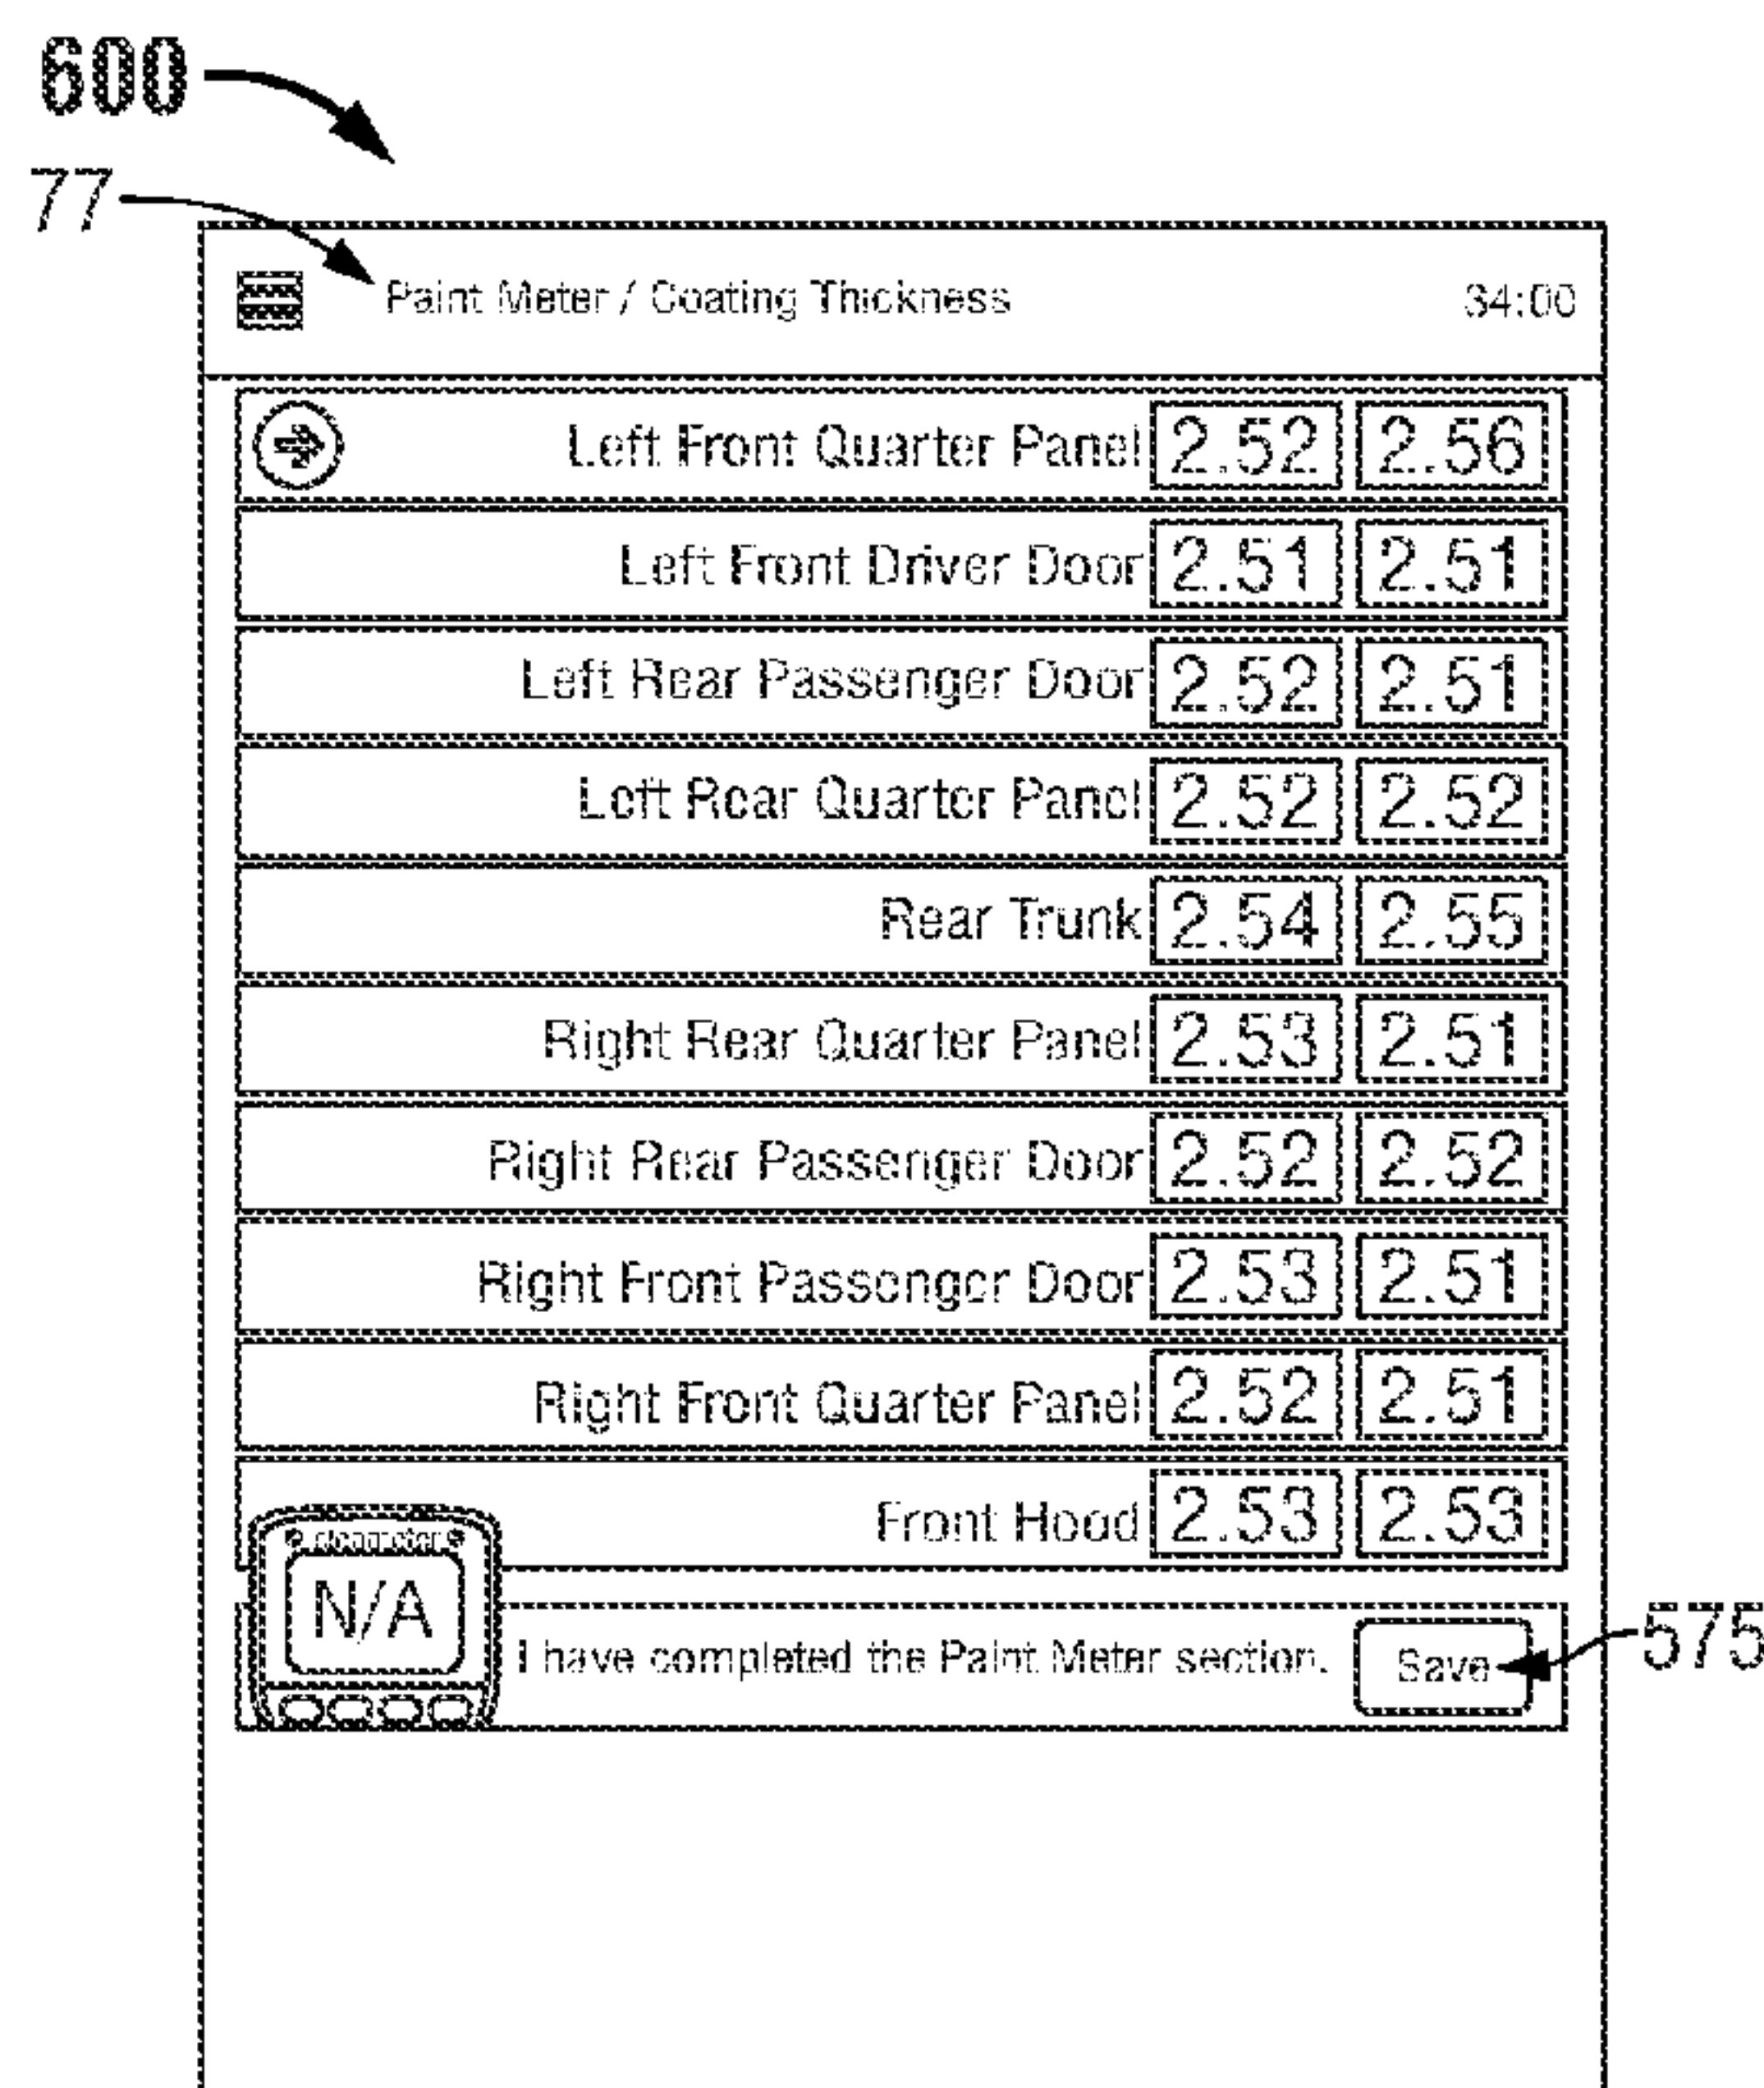 600
77
Paint Meter / Coating Thickness 34:00
Left Front Quarter Panel 2.52 2.56
Left Front Driver Door 2.51 2.51
Left Rear Passenger Door 2.52 2.51
Left Rear Quarter Panel 2.52 2.52
Rear Trunk 2.54 2.55
Right Rear Quarter Panel 2.53 2.51
Right Rear Passenger Door 2.52 2.52
Right Front Passenger Door 2.53 2.51
Right Front Quarter Panel 2.52 2.51
Front Hood 2.53 2.53
N/A
I have completed the Paint Meter section. Save 575